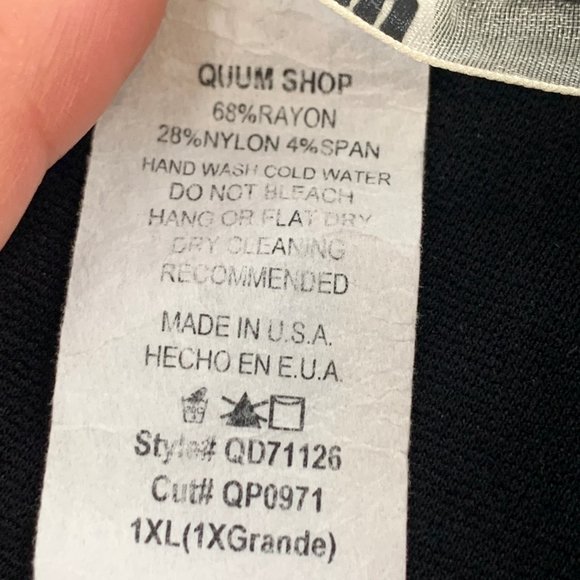 QUUM SHOP
68%RAYON
28%NYLON 4%SPAN
HAND WASH COLD WATER
DO NOT BLEACH
HANG OR FLAT DRY
DRY CLEANING
RECOMMENDED
MADE IN U.S.A.
HECHO EN E.U.A.
Style# QD71126
Cut# QP0971
1XL(1XGrande)